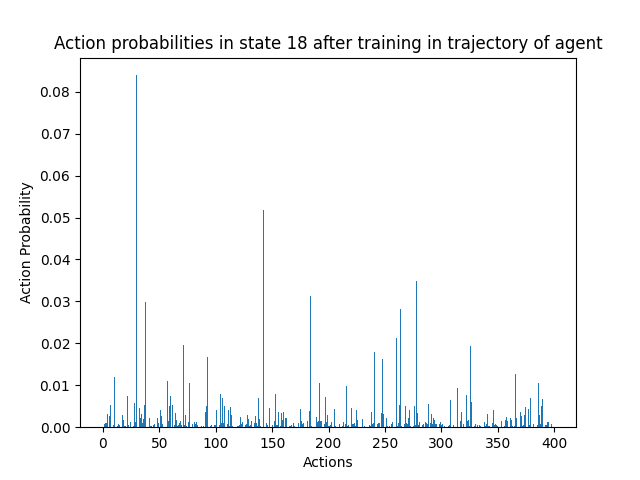 Action probabilities in state 18 after training in trajectory of agent
0.08
0.07
0.06
0.05
0.04
0.03
0.02
0.01
0.00
Action Probability
0 50 100 150 200 250 300 350 400
Actions